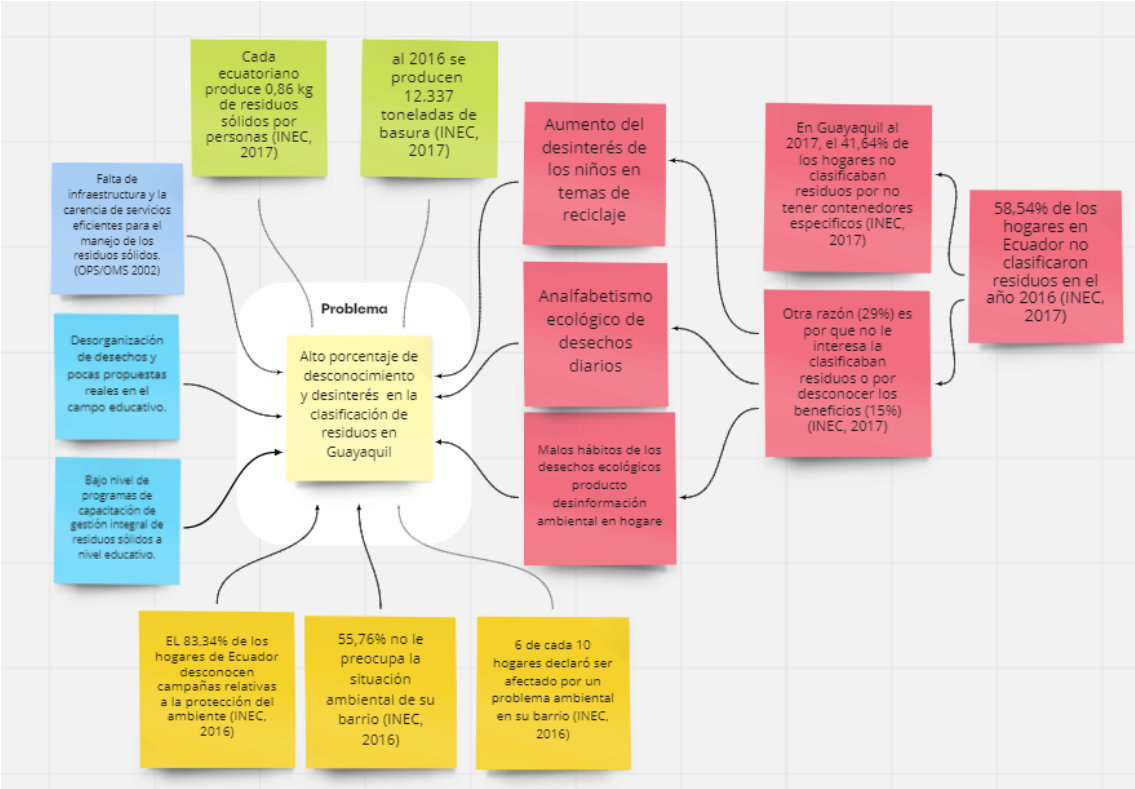 Cada
ecuatoriano
produce 0,86 kg
de residuos
sólidos por
personas (INEC,
2017)
al 2016 se
producen
12.337
toneladas de
basura (INEC,
2017)
Aumento del
desinterés de
los niños en
temas de
reciclaje
En Guayaquil al
2017, el 41,64% de
los hogares no
clasificaban
residuos por no
tener contenedores
especificos (INEC,
2017)
58,54% de los
hogares en
Ecuador no
clasificaron
residuos en el
año 2016 (INEC,
2017)
Falta de
infraestructura y la
carencia de servicios
eficientes para el
manejo de los
residuos sólidos.
(OPS/OMS 2002)
Problema
Alto porcentaje de
desconocimiento
y desinterés en la
clasificación de
residuos en
Guayaquil
Analfabetismo
ecológico de
desechos
diarios
Otra razón (29%) es
por que no le
interesa la
clasificaban
residuos o por
desconocer los
beneficios (15%)
(INEC, 2017)
Desorganización
de desechos y
pocas propuestas
reales en el
campo educativo.
Malos hábitos de los
desechos ecológicos
producto
desinformación
ambiental en hogare
Bajo nivel de
programas de
capacitación de
gestión integral de
residuos sólidos a
nivel educativo.
EL 83,34% de los
hogares de Ecuador
desconocen
campañas relativas
a la protección del
ambiente (INEC,
2016)
55,76% no le
preocupa la
situación
ambiental de su
barrio (INEC,
2016)
6 de cada 10
hogares declaró ser
afectado por un
problema ambiental
en su barrio (INEC,
2016)